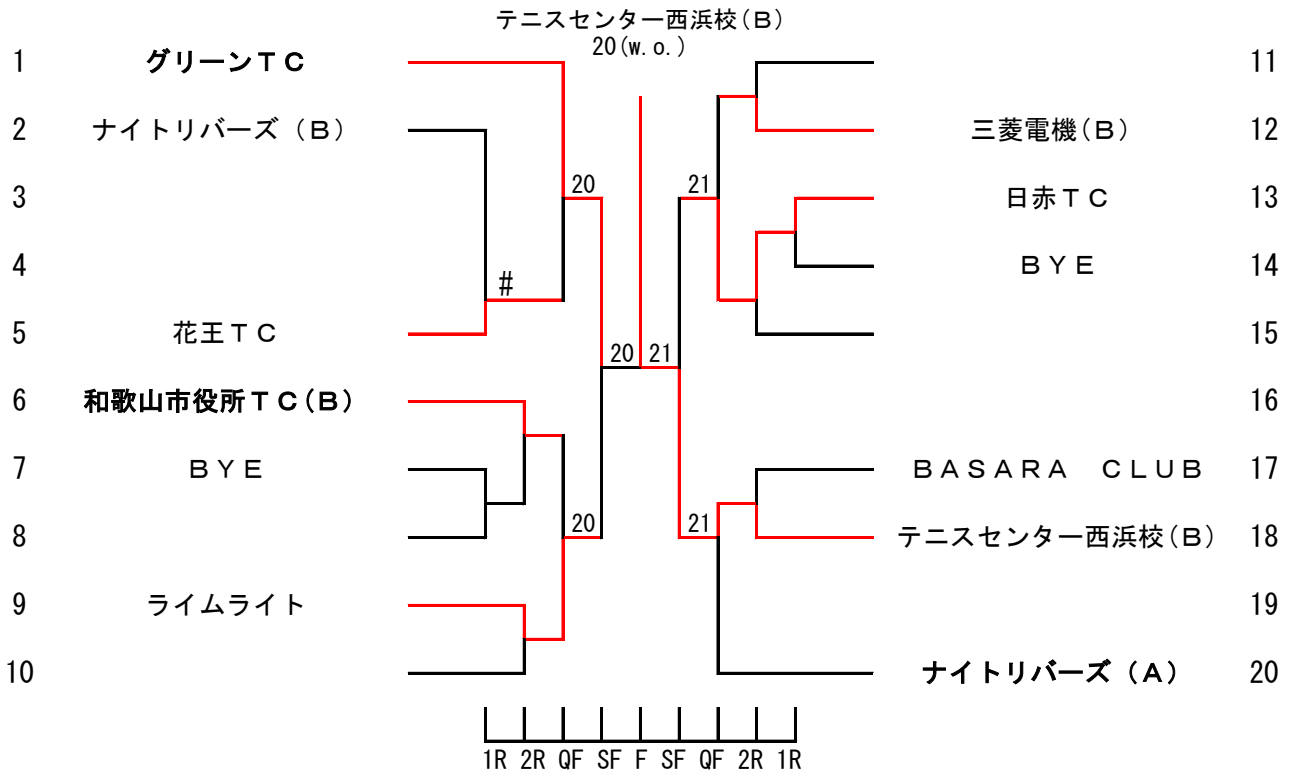 テニスセンター西浜校(B)
20(w.o.)
1 グリーンTC 11
2 ナイトリバーズ(B) 三菱電機(B) 12
3 20 21 日赤TC 13
4 # BYE 14
5 花王TC 15
20 21
6 和歌山市役所TC(B) 16
7 BYE BASARA CLUB 17
8 20 21 テニスセンター西浜校(B) 18
9 ライムライト 19
10 ナイトリバーズ(A) 20
1R 2R QF SF F SF QF 2R 1R